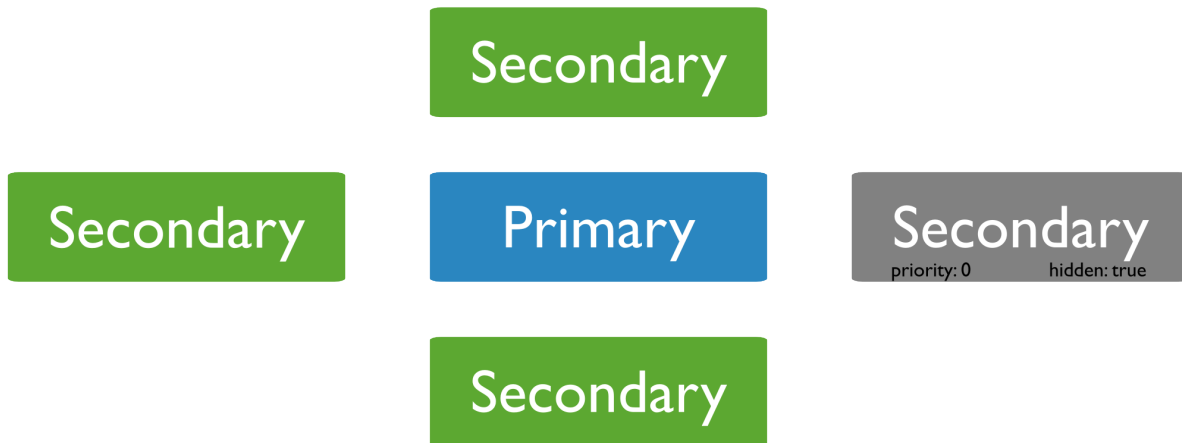 Secondary
Secondary
Primary
Secondary
priority: 0
hidden: true
Secondary